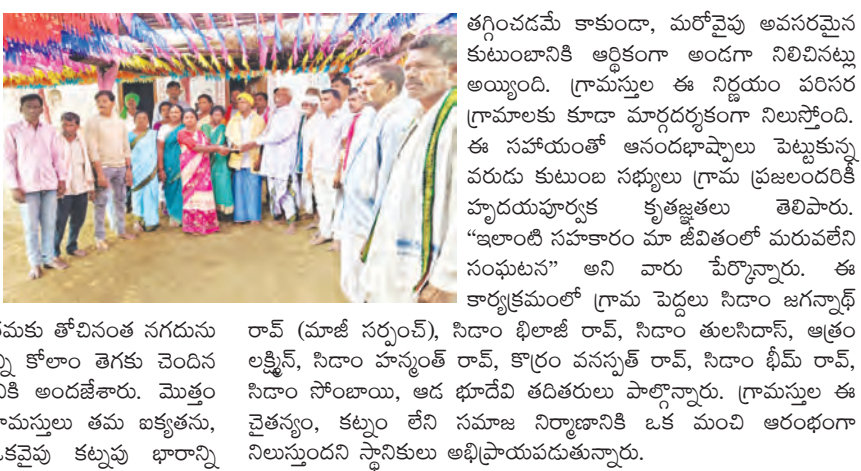 తమకు తోచినంత నగదును
కోలాం తెగకు చెందిన
అందజేశారు. మొత్తం
తమ ఐక్యతను,
కట్నపు భారాన్ని
తగ్గించడమే కాకుండా, మరోవైపు అవసరమైన
కుటుంబానికి ఆర్థికంగా అండగా నిలిచినట్లు
అయ్యింది. గ్రామస్తుల ఈ నిర్ణయం పరిసర
గ్రామాలకు కూడా మార్గదర్శకంగా నిలుస్తోంది.
ఈ సహాయంతో ఆనందభాష్పాలు పెట్టుకున్న
వరుడు కుటుంబ సభ్యులు గ్రామ ప్రజలందరికీ
హృదయపూర్వక కృతజ్ఞతలు తెలిపారు.
“ఇలాంటి సహకారం మా జీవితంలో మరువలేని
సంఘటన” అని వారు పేర్కొన్నారు. ఈ
కార్యక్రమంలో గ్రామ పెద్దలు సిడాం జగన్నాథ్
రావ్ (మాజీ సర్పంచ్), సిడాం భిలాజీ రావ్, సిడాం తులసిదాస్, ఆత్రం
లక్ష్మిన్, సిడాం హన్మంత్ రావ్, కొర్రం వనస్పత్ రావ్, సిడాం భీమ్ రావ్,
సిడాం సోంబాయి, ఆడ భూదేవి తదితరులు పాల్గొన్నారు. గ్రామస్తుల ఈ
చైతన్యం, కట్నం లేని సమాజ నిర్మాణానికి ఒక మంచి ఆరంభంగా
నిలుస్తుందని స్థానికులు అభిప్రాయపడుతున్నారు.